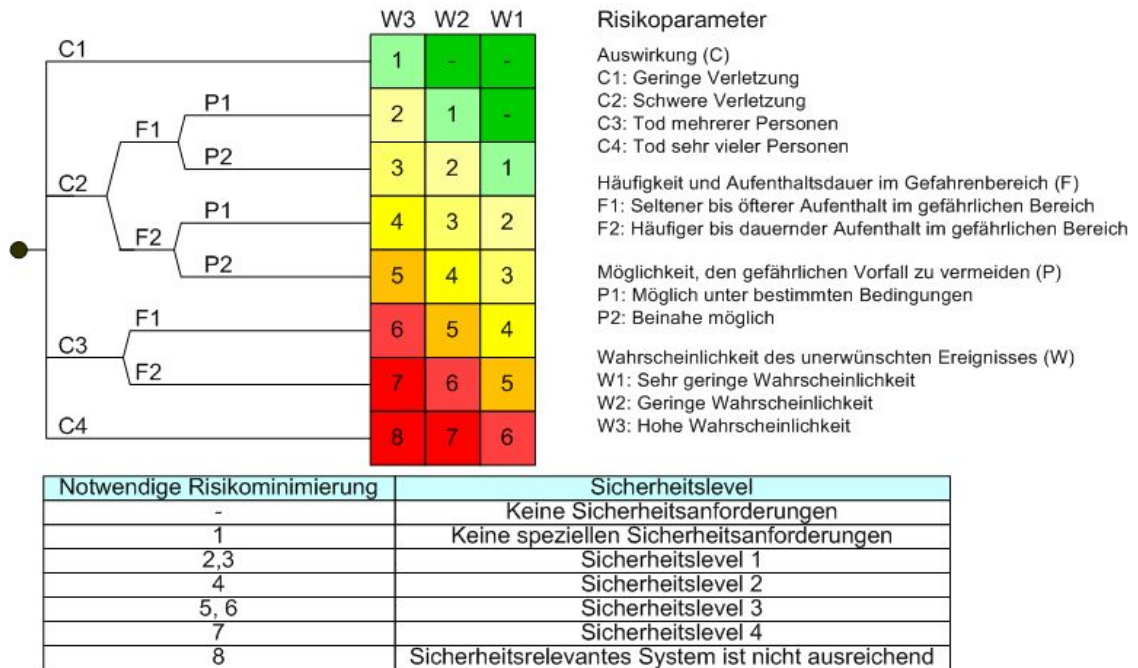 W3 W2 W1
C1
1 - -
P1
2 1 -
F1
P2
3 2 1
C2
P1
4 3 2
F2
P2
5 4 3
F1
6 5 4
C3
F2
7 6 5
C4
8 7 6
Risikoparameter
Auswirkung (C)
C1: Geringe Verletzung
C2: Schwere Verletzung
C3: Tod mehrerer Personen
C4: Tod sehr vieler Personen
Häufigkeit und Aufenthaltsdauer im Gefahrenbereich (F)
F1: Seltener bis öfterer Aufenthalt im gefährlichen Bereich
F2: Häufiger bis dauernder Aufenthalt im gefährlichen Bereich
Möglichkeit, den gefährlichen Vorfall zu vermeiden (P)
P1: Möglich unter bestimmten Bedingungen
P2: Beinahe möglich
Wahrscheinlichkeit des unerwünschten Ereignisses (W)
W1: Sehr geringe Wahrscheinlichkeit
W2: Geringe Wahrscheinlichkeit
W3: Hohe Wahrscheinlichkeit
Notwendige Risikominimierung Sicherheitslevel
- Keine Sicherheitsanforderungen
1 Keine speziellen Sicherheitsanforderungen
2,3 Sicherheitslevel 1
4 Sicherheitslevel 2
5, 6 Sicherheitslevel 3
7 Sicherheitslevel 4
8 Sicherheitsrelevantes System ist nicht ausreichend